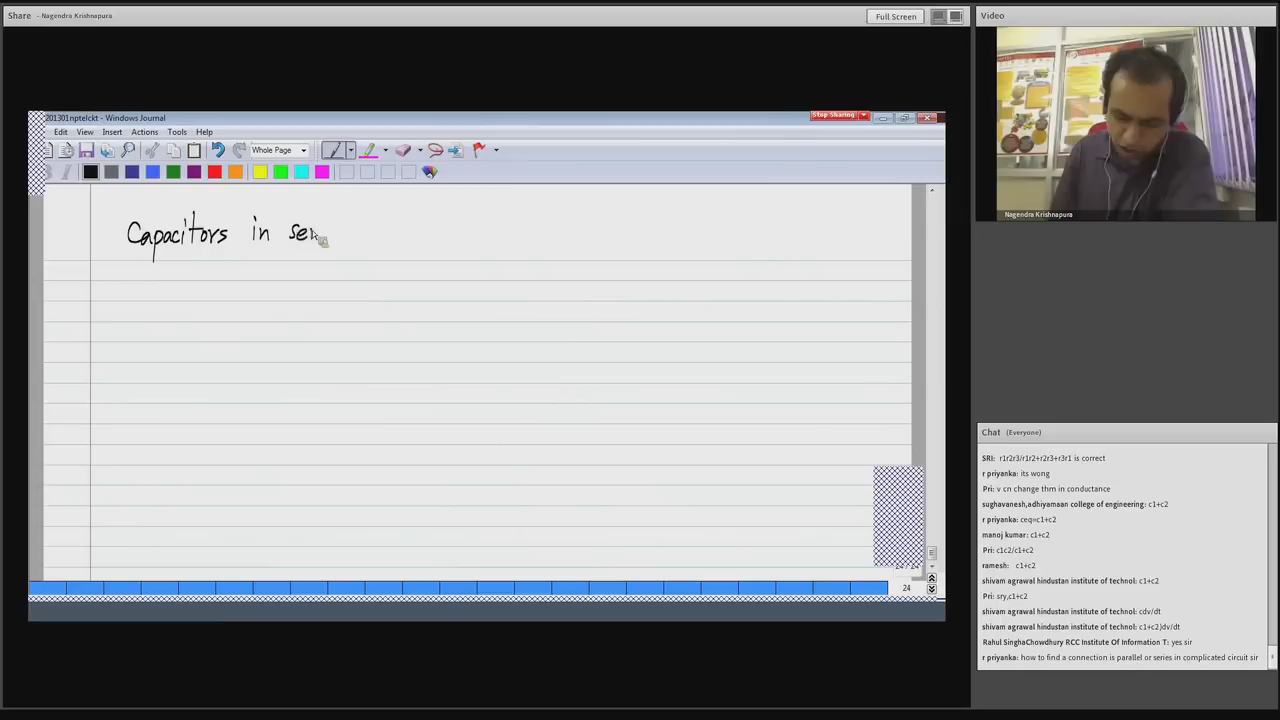 Share - Nagendra Krishnapura
Full Screen
Video
201301nptelckt - Windows Journal
Stop Sharing
Edit View Insert Actions Tools Help
Whole Page
Capacitors in ser
24
Nagendra Krishnapura
Chat (Everyone)
SRI: r1r2r3/r1r2+r2r3+r3r1 is correct
r priyanka: its wong
Pri: v cn change thm in conductance
sughavanesh,adhiyamaan college of engineering: c1+c2
r priyanka: ceq=c1+c2
manoj kumar: c1+c2
Pri: c1c2/c1+c2
ramesh: c1+c2
shivam agrawal hindustan institute of technol: c1+c2
Pri: sry,c1+c2
shivam agrawal hindustan institute of technol: cdv/dt
shivam agrawal hindustan institute of technol: c1+c2)dv/dt
Rahul SinghaChowdhury RCC Institute Of Information T: yes sir
r priyanka: how to find a connection is parallel or series in complicated circuit sir